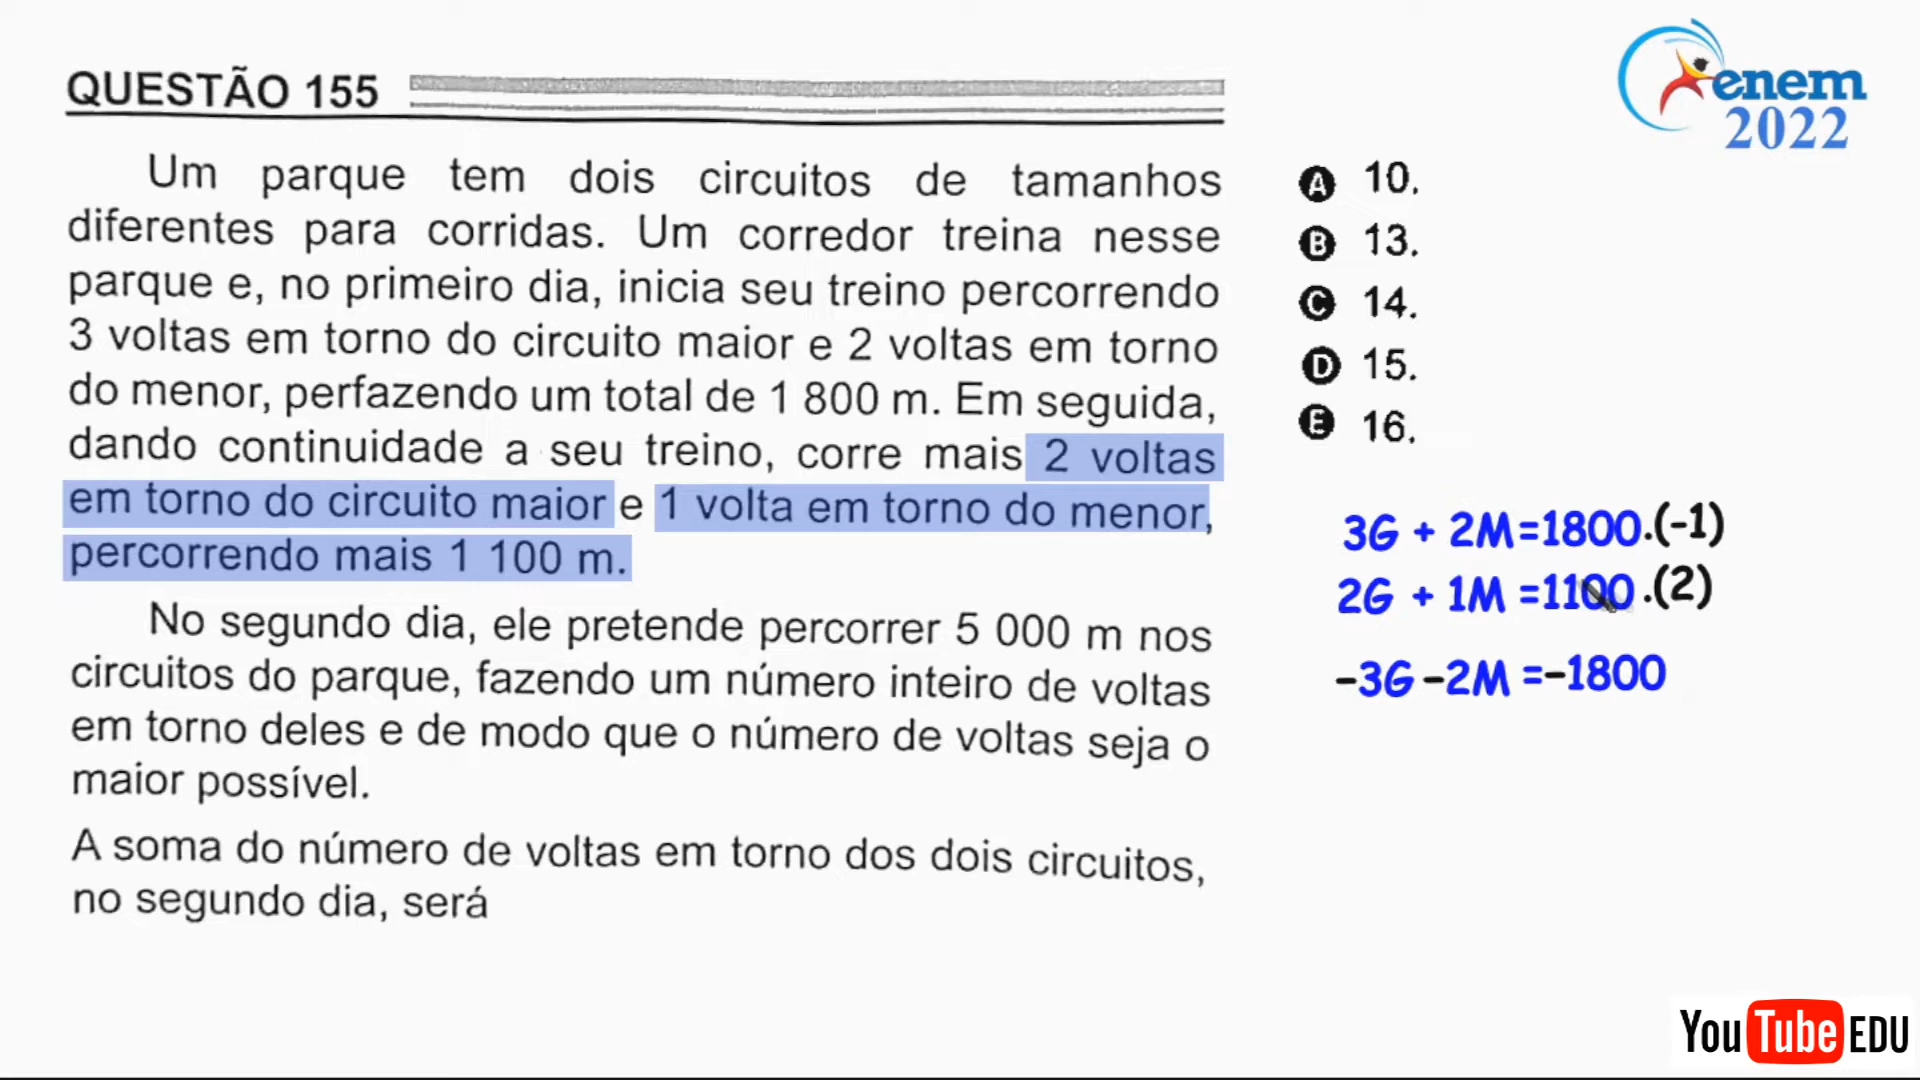 QUESTÃO 155
enem
2022
Um parque tem dois circuitos de tamanhos
diferentes para corridas. Um corredor treina nesse
parque e, no primeiro dia, inicia seu treino percorrendo
3 voltas em torno do circuito maior e 2 voltas em torno
do menor, perfazendo um total de 1 800 m. Em seguida,
dando continuidade a seu treino, corre mais 2 voltas
em torno do circuito maior e 1 volta em torno do menor,
percorrendo mais 1 100 m.
No segundo dia, ele pretende percorrer 5 000 m nos
circuitos do parque, fazendo um número inteiro de voltas
em torno deles e de modo que o número de voltas seja o
maior possível.
A soma do número de voltas em torno dos dois circuitos,
no segundo dia, será
A 10.
B 13.
C 14.
D 15.
E 16.
3G + 2M=1800.(-1)
2G + 1M =1100 .(2)
-3G-2M =-1800
YouTube EDU